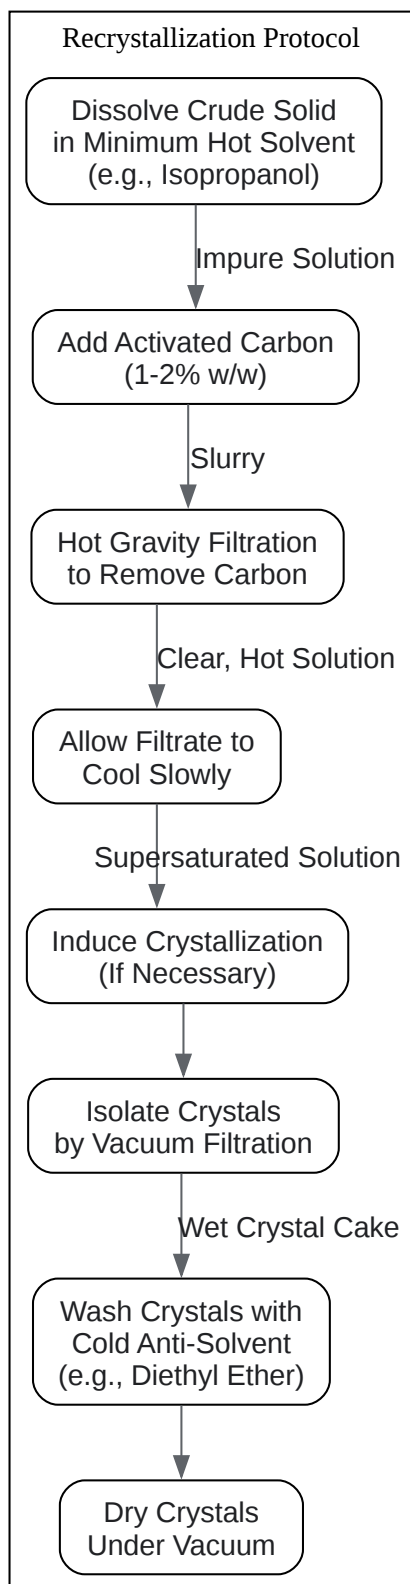 Recrystallization Protocol
Dissolve Crude Solid
in Minimum Hot Solvent
(e.g., Isopropanol)
Impure Solution
Add Activated Carbon
(1-2% w/w)
Slurry
Hot Gravity Filtration
to Remove Carbon
Clear, Hot Solution
Allow Filtrate to
Cool Slowly
Supersaturated Solution
Induce Crystallization
(If Necessary)
Isolate Crystals
by Vacuum Filtration
Wet Crystal Cake
Wash Crystals with
Cold Anti-Solvent
(e.g., Diethyl Ether)
Dry Crystals
Under Vacuum